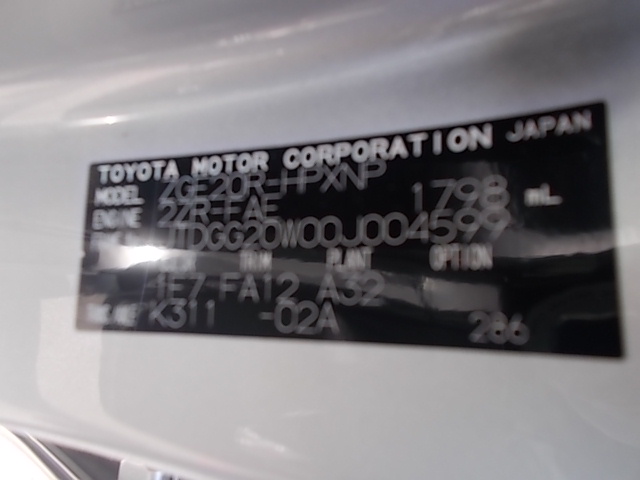 TOYOTA MOTOR CORPORATION JAPAN
MODEL ZGE20R-HPXNP
ENGINE 2ZR-FAE 1798 mL
JTDGG20W00J004599
TRIM PLANT OPTION
1E7 FA12 A32
K311 -02A 286